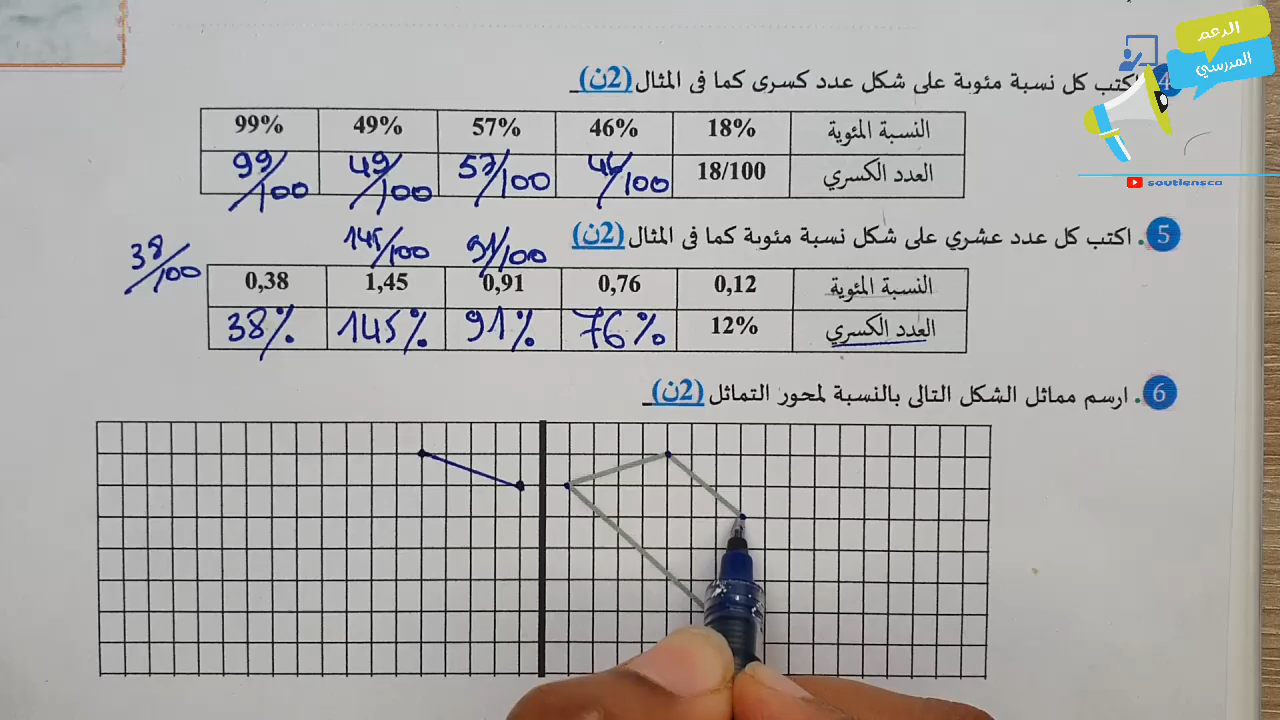 الدعم
المدرسي
soutiensco
اكتب كل نسبة مئوية على شكل عدد كسري كما في المثال (2ن)
النسبة المئوية 18% 46% 57% 49% 99%
العدد الكسري 18/100 46/100 57/100 49/100 99/100
5. اكتب كل عدد عشري على شكل نسبة مئوية كما في المثال (2ن)
91/100 145/100 38/100
النسبة المئوية 0,12 0,76 0,91 1,45 0,38
العدد الكسري 12% 76% 91% 145% 38%
6. ارسم مماثل الشكل التالي بالنسبة لمحور التماثل (2ن)